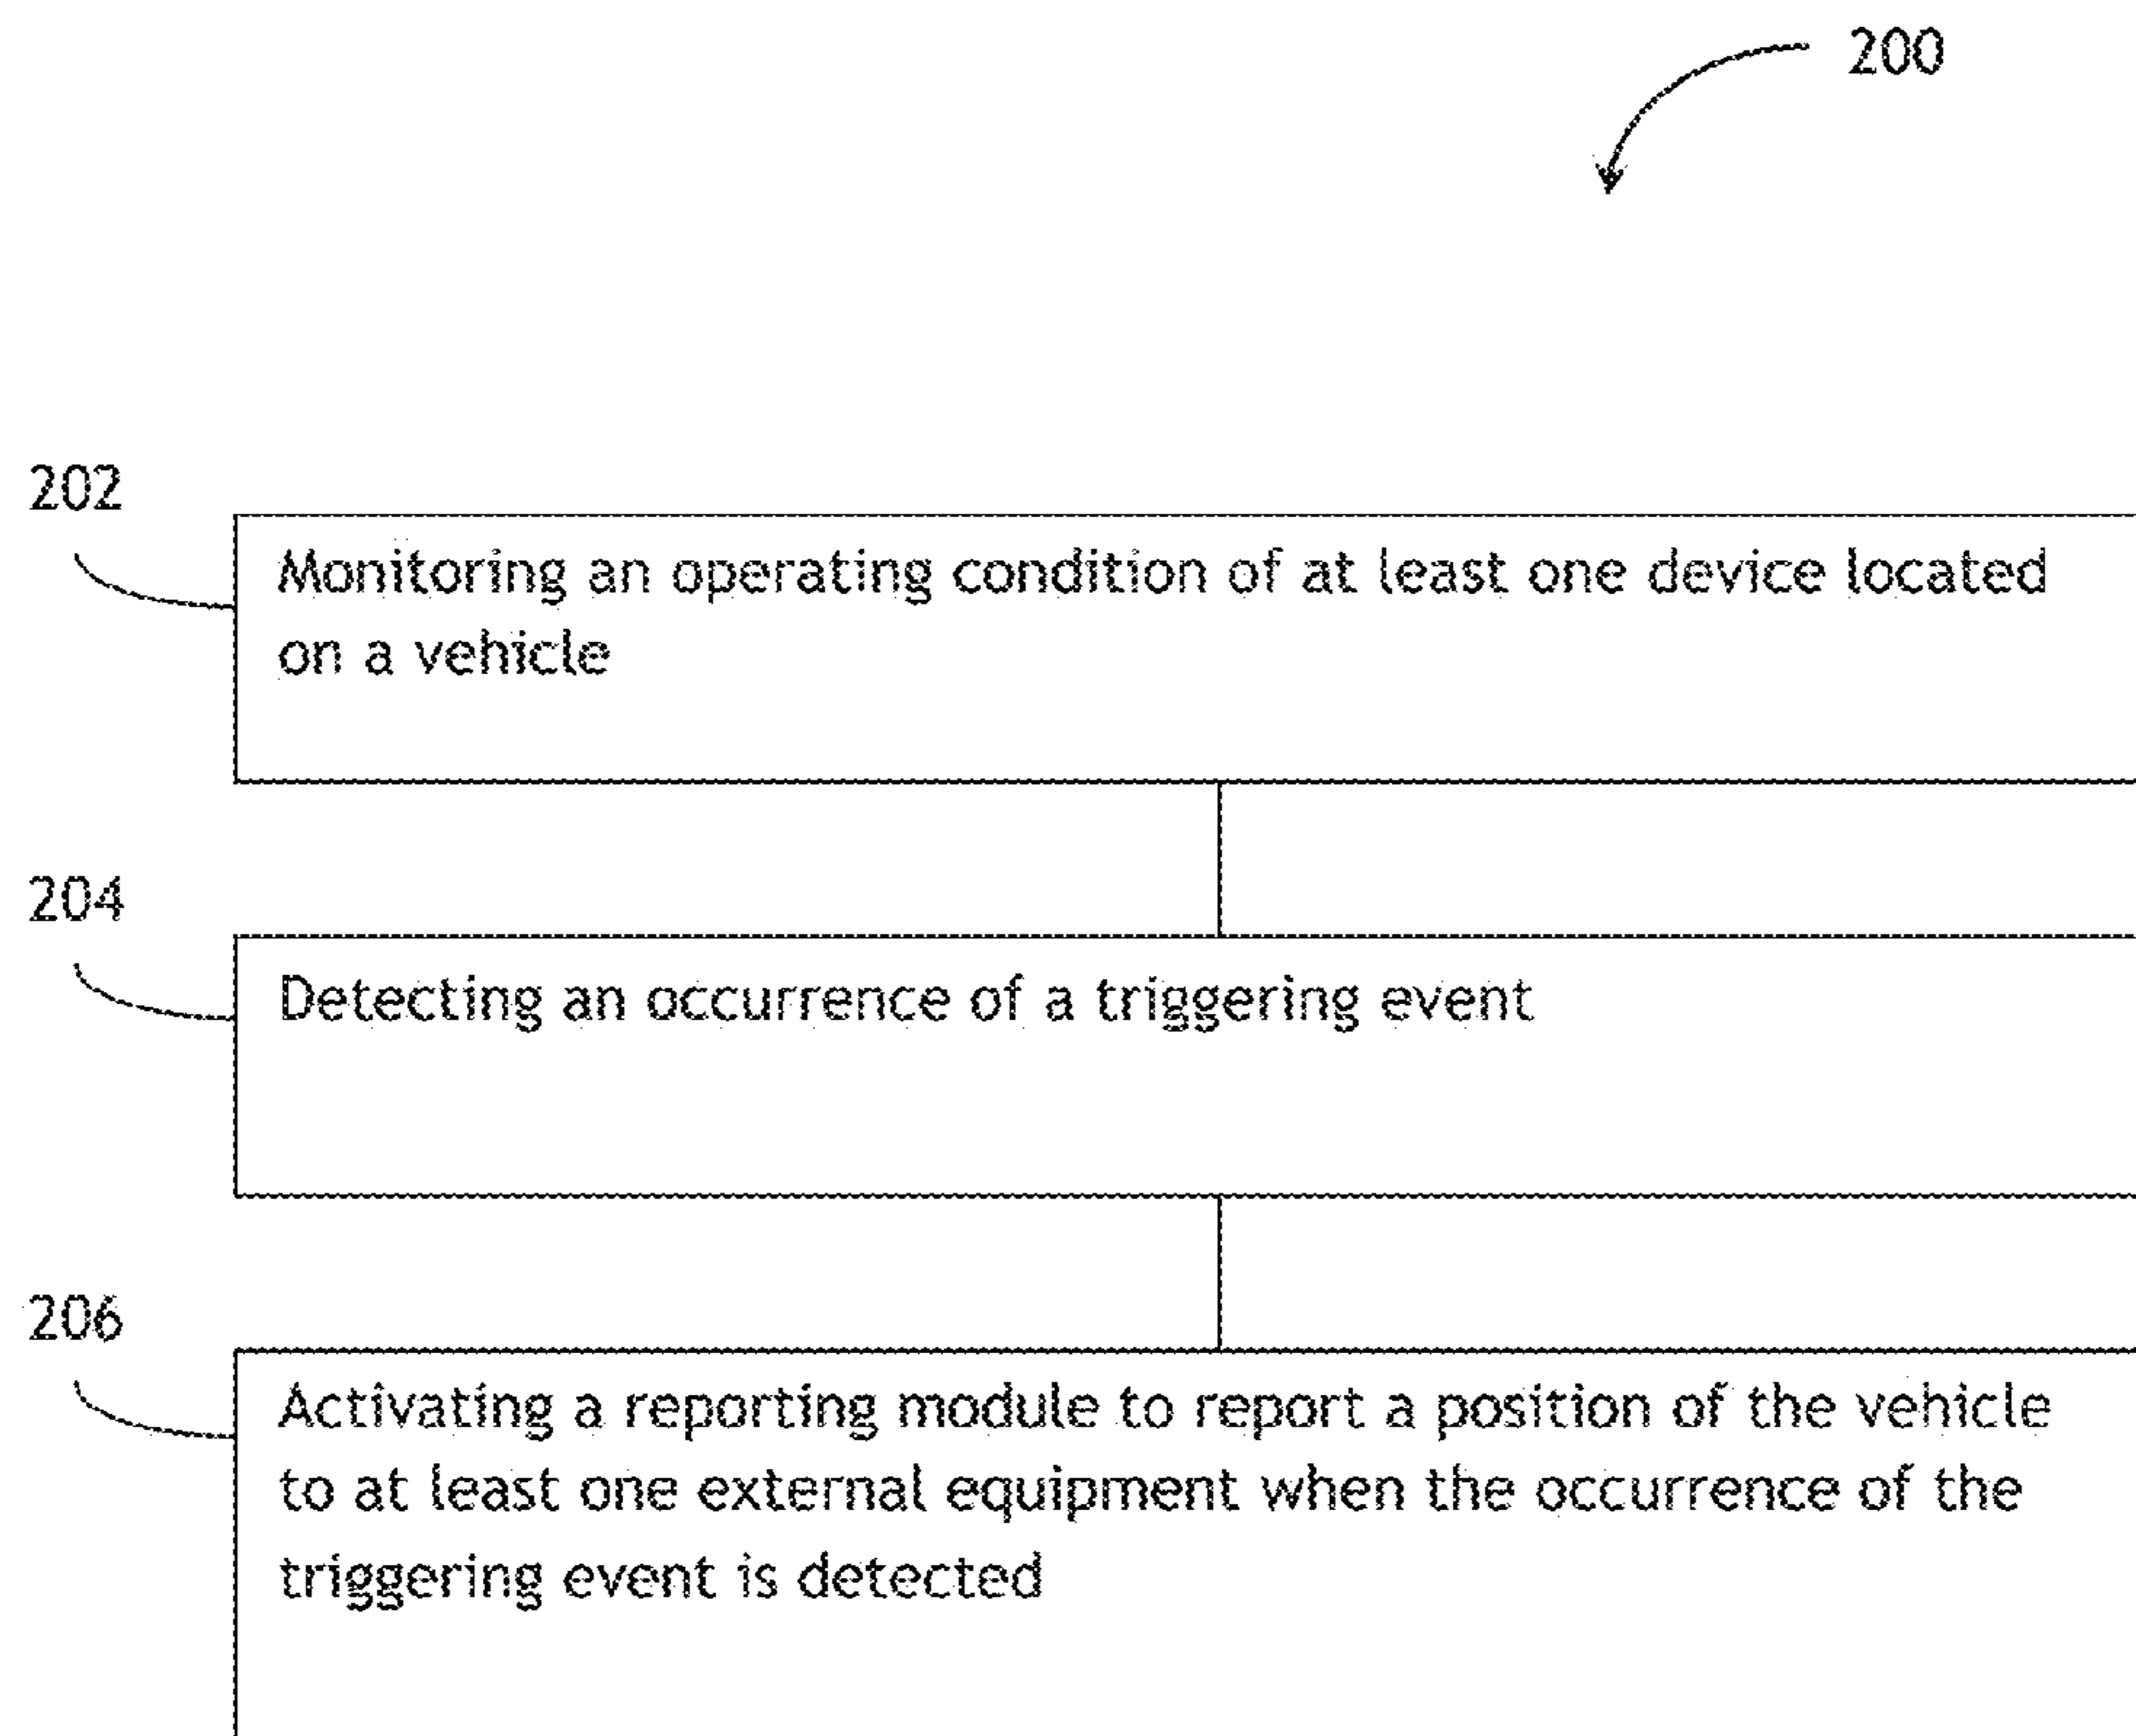 200
202
Monitoring an operating condition of at least one device located
on a vehicle
204
Detecting an occurrence of a triggering event
206
Activating a reporting module to report a position of the vehicle
to at least one external equipment when the occurrence of the
triggering event is detected